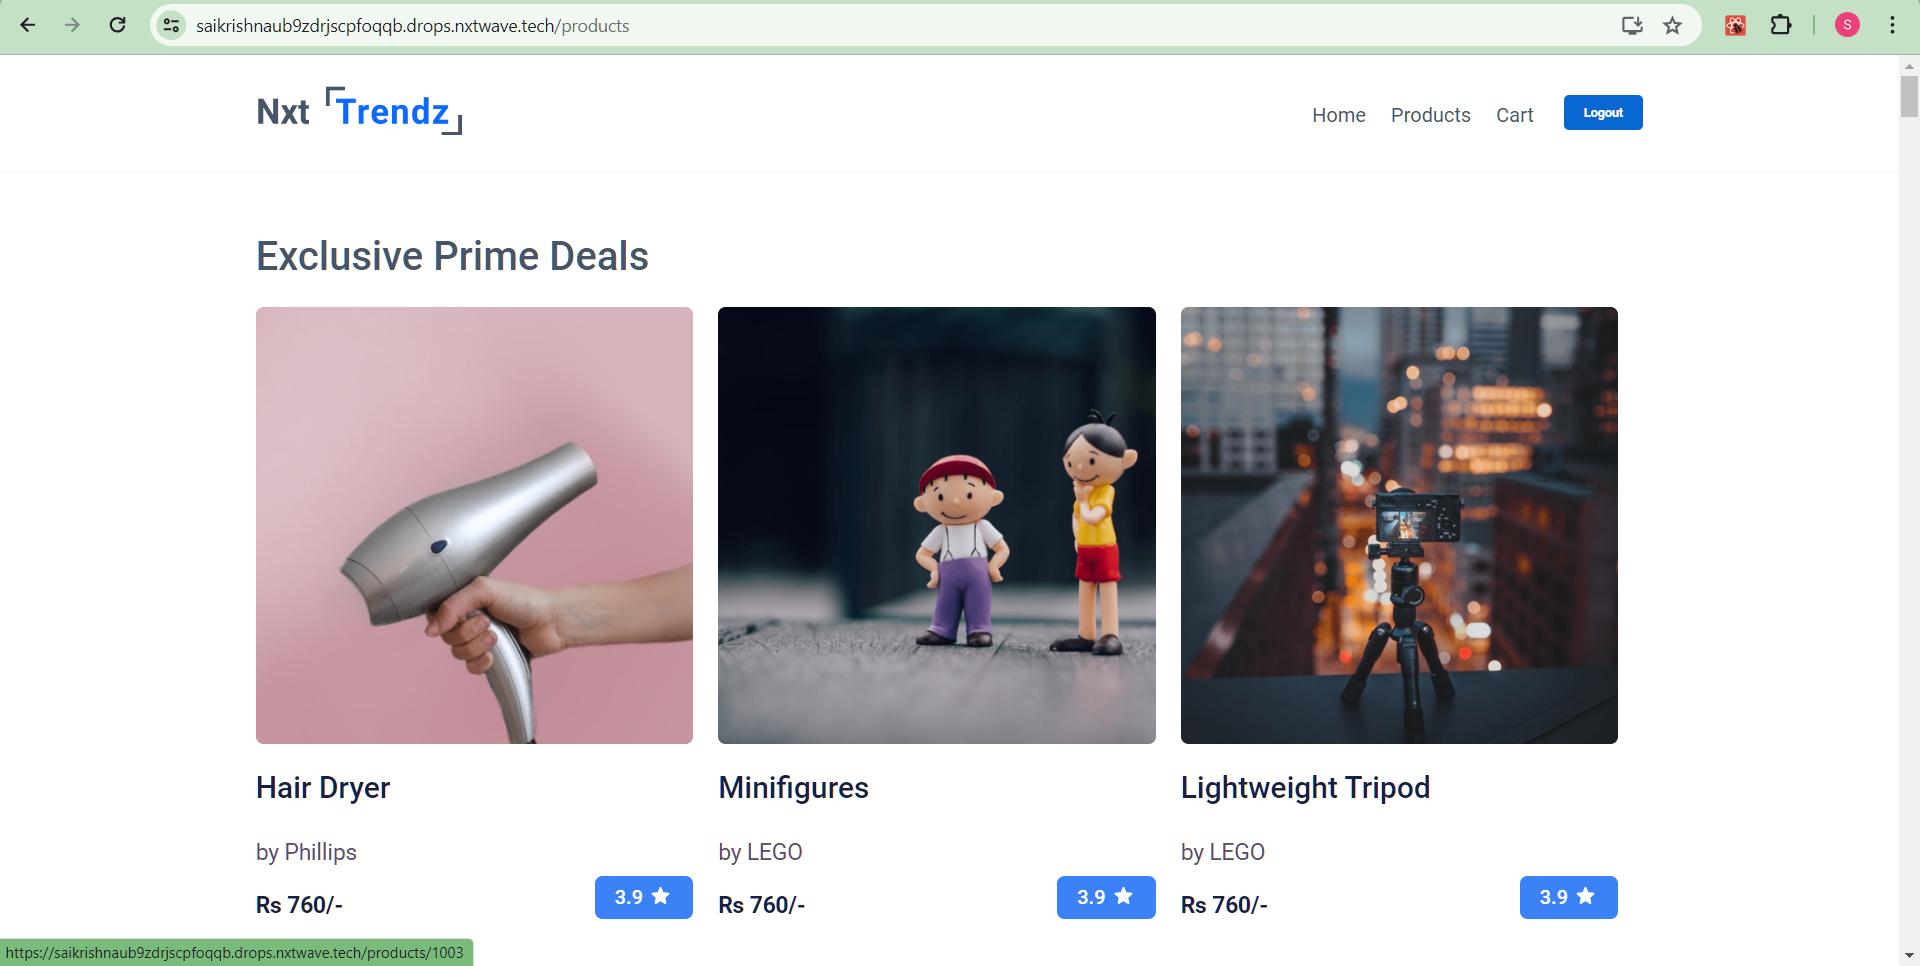 saikrishnaub9zdrjscpfoqqb.drops.nxtwave.tech/products
S
Nxt Trendz
Home Products Cart Logout
Exclusive Prime Deals
Hair Dryer Minifigures Lightweight Tripod
by Phillips by LEGO by LEGO
Rs 760/- 3.9 Rs 760/- 3.9 Rs 760/- 3.9
https://saikrishnaub9zdrjscpfoqqb.drops.nxtwave.tech/products/1003